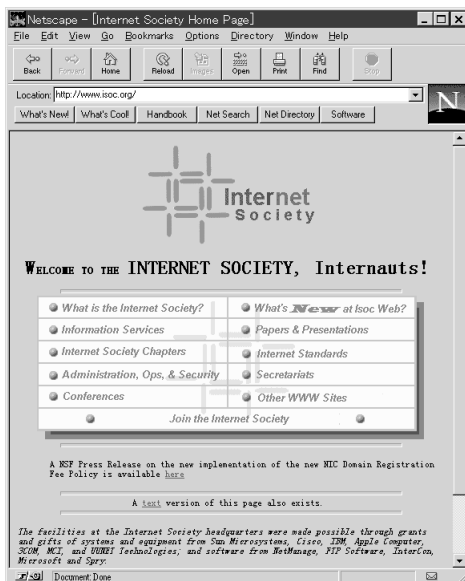 Netscape - [Internet Society Home Page]
File Edit View Go Bookmarks Options Directory Window Help
Back Forward Home Reload Images Open Print Find Stop
Location: http://www.isoc.org/
N
What's New! What's Cool! Handbook Net Search Net Directory Software
Internet
Society
WELCOME TO THE INTERNET SOCIETY, Internauts!
What is the Internet Society? What's New at Isoc Web?
Information Services Papers & Presentations
Internet Society Chapters Internet Standards
Administration, Ops, & Security Secretariats
Conferences Other WWW Sites
Join the Internet Society
A NSF Press Release on the new implementation of the new NIC Domain Registration
Fee Policy is available here
A text version of this page also exists.
The facilities at the Internet Society headquarters were made possible through grants
and gifts of systems and equipment from Sun Microsystems, Cisco, IBM, Apple Computer,
3COM, MCI, and UUNET Technologies; and software from NetManage, FTP Software, InterCon,
Microsoft and Spry.
Document: Done